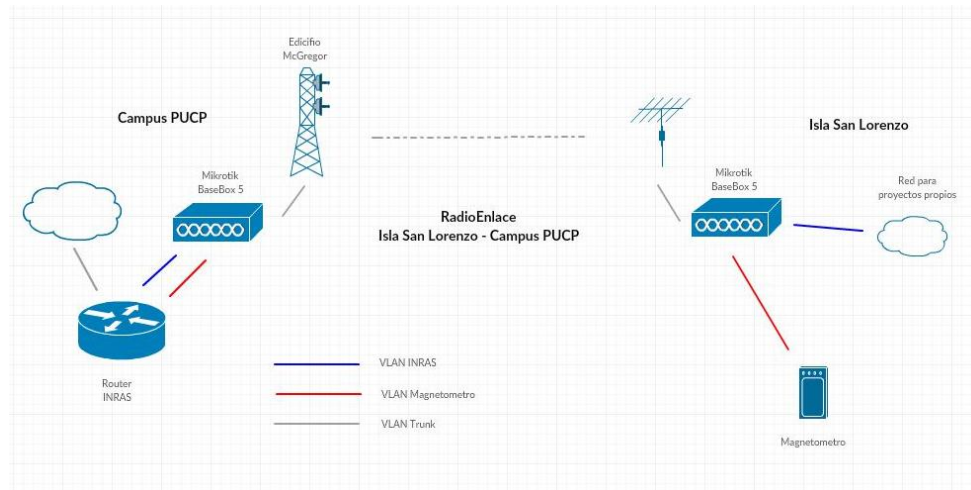 Edicifio
McGregor
Campus PUCP
Isla San Lorenzo
Mikrotik
BaseBox 5
Mikrotik
BaseBox 5
Red para
proyectos propios
RadioEnlace
Isla San Lorenzo - Campus PUCP
Router
INRAS
VLAN INRAS
VLAN Magnetometro
VLAN Trunk
Magnetometro